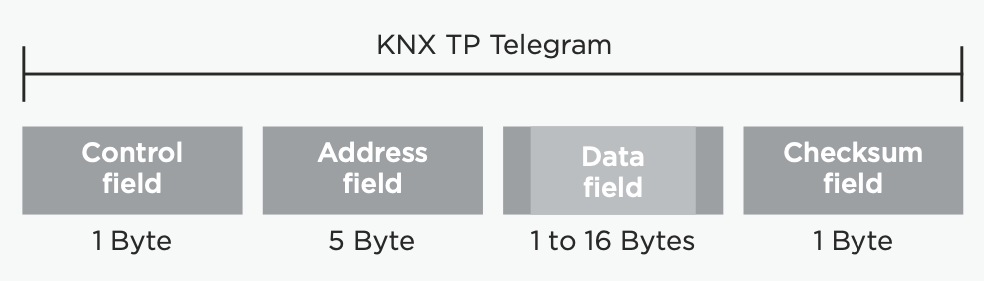 KNX TP Telegram
Control
field
Address
field
Data
field
Checksum
field
1 Byte
5 Byte
1 to 16 Bytes
1 Byte